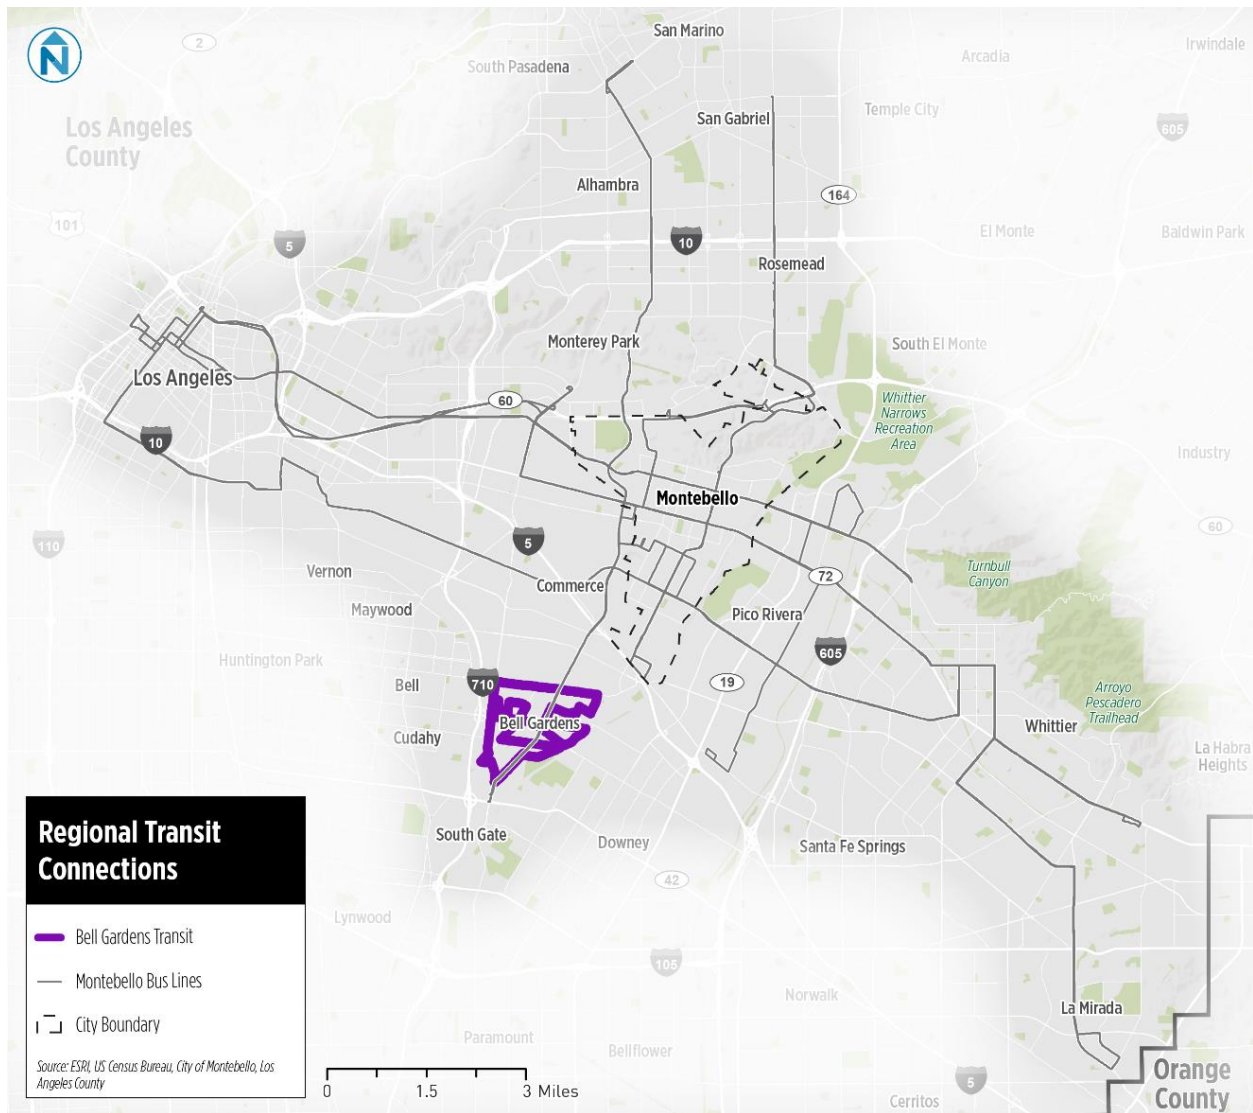 N
San Marino
2
South Pasadena
Arcadia
Irwindale
Los Angeles
County
San Gabriel
Temple City
605
Alhambra
164
101
5
10
El Monte
Baldwin Park
Rosemead
Monterey Park
South El Monte
Los Angeles
60
Whittier
Narrows
Recreation
Area
10
Industry
Montebello
60
110
5
Turnbull
Canyon
Vernon
Commerce
72
Maywood
Pico Rivera
Huntington Park
605
Bell
710
19
Arroyo
Pescadero
Trailhead
Bell Gardens
Whittier
Cudahy
La Habra
Heights
South Gate
Downey
Santa Fe Springs
42
Lynwood
105
Norwalk
La Mirada
Paramount
Bellflower
5
Orange
County
Cerritos
Regional Transit
Connections
Bell Gardens Transit
Montebello Bus Lines
City Boundary
Source: ESRI, US Census Bureau, City of Montebello, Los
Angeles County
0 1.5 3 Miles